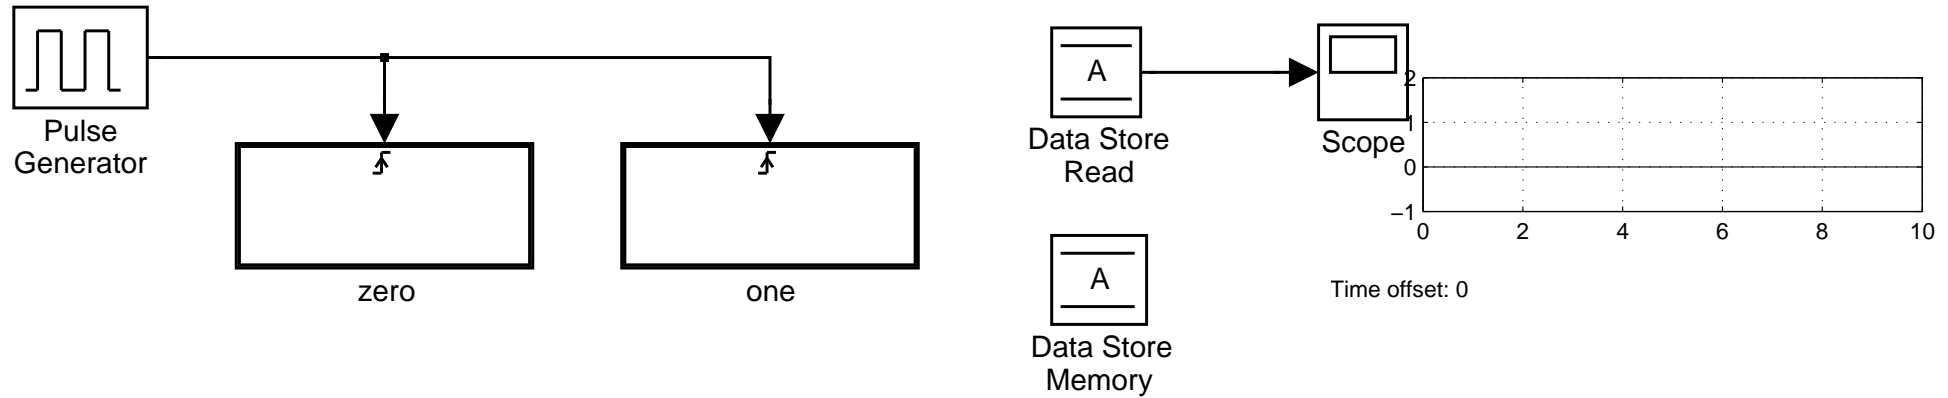 Pulse
Generator
zero
one
A
Data Store
Read
A
Data Store
Memory
Scope
2
1
0
−1
0
2
4
6
8
10
Time offset: 0